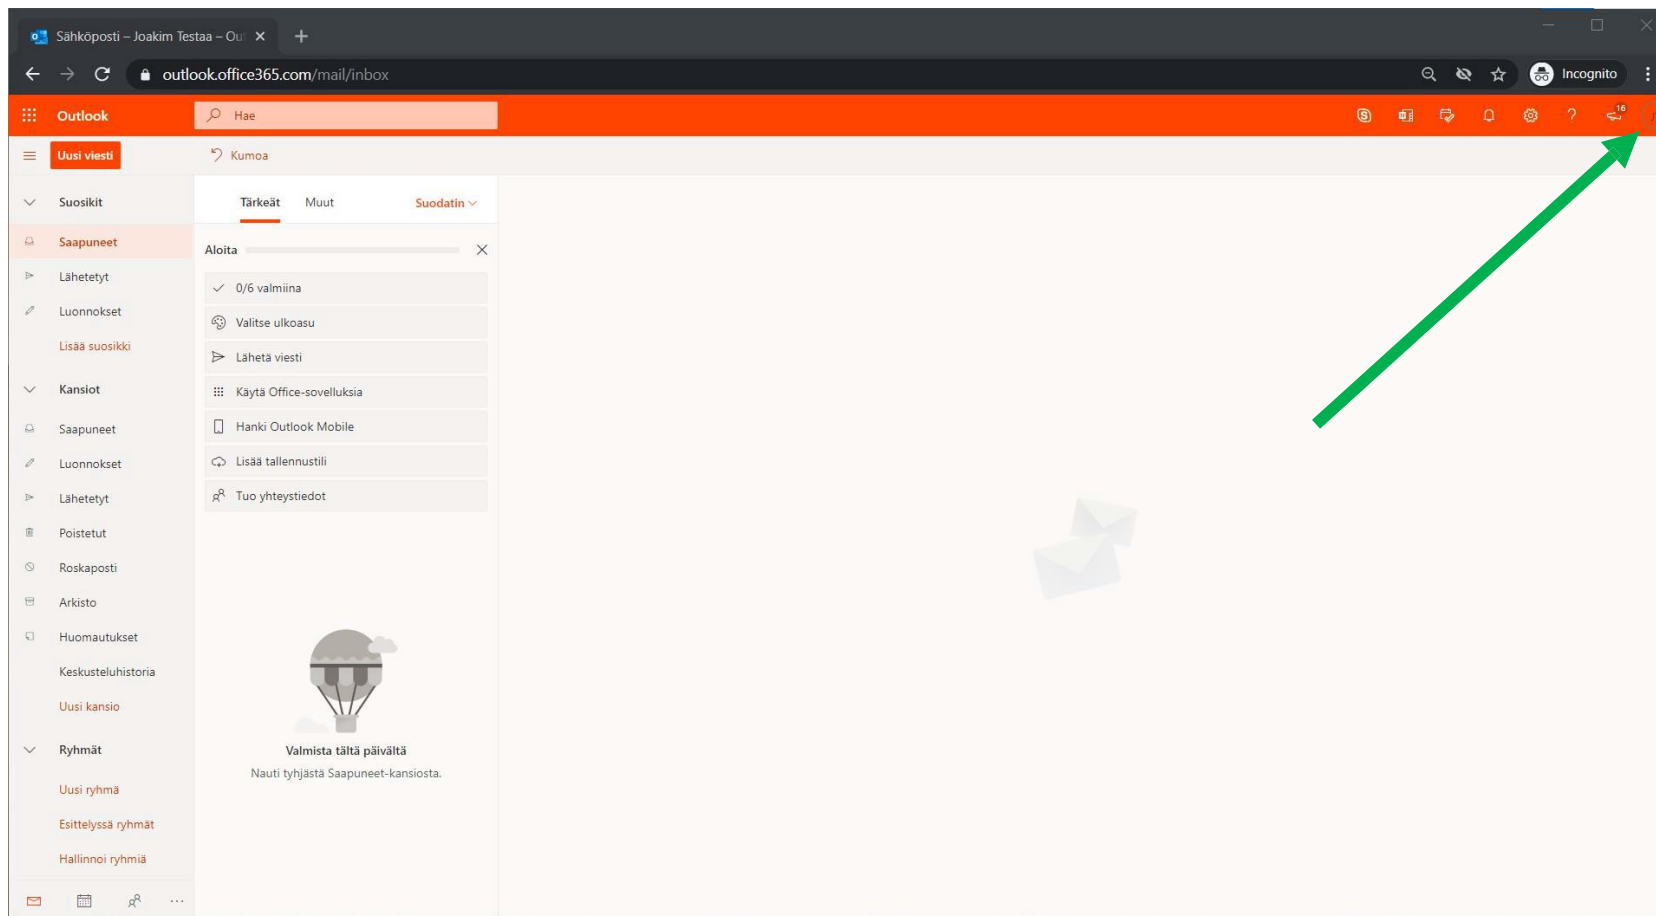 Sähköposti – Joakim Testaa – Out
outlook.office365.com/mail/inbox
Incognito
Outlook
Hae
16
Uusi viesti
Kumoa
Suosikit
Saapuneet
Lähetetyt
Luonnokset
Lisää suosikki
Kansiot
Saapuneet
Luonnokset
Lähetetyt
Poistetut
Roskaposti
Arkisto
Huomautukset
Keskusteluhistoria
Uusi kansio
Ryhmät
Uusi ryhmä
Esittelyssä ryhmät
Hallinnoi ryhmiä
Tärkeät Muut Suodatin
Aloita
0/6 valmiina
Valitse ulkoasu
Lähetä viesti
Käytä Office-sovelluksia
Hanki Outlook Mobile
Lisää tallennustili
Tuo yhteystiedot
Valmista tältä päivältä
Nauti tyhjästä Saapuneet-kansiosta.